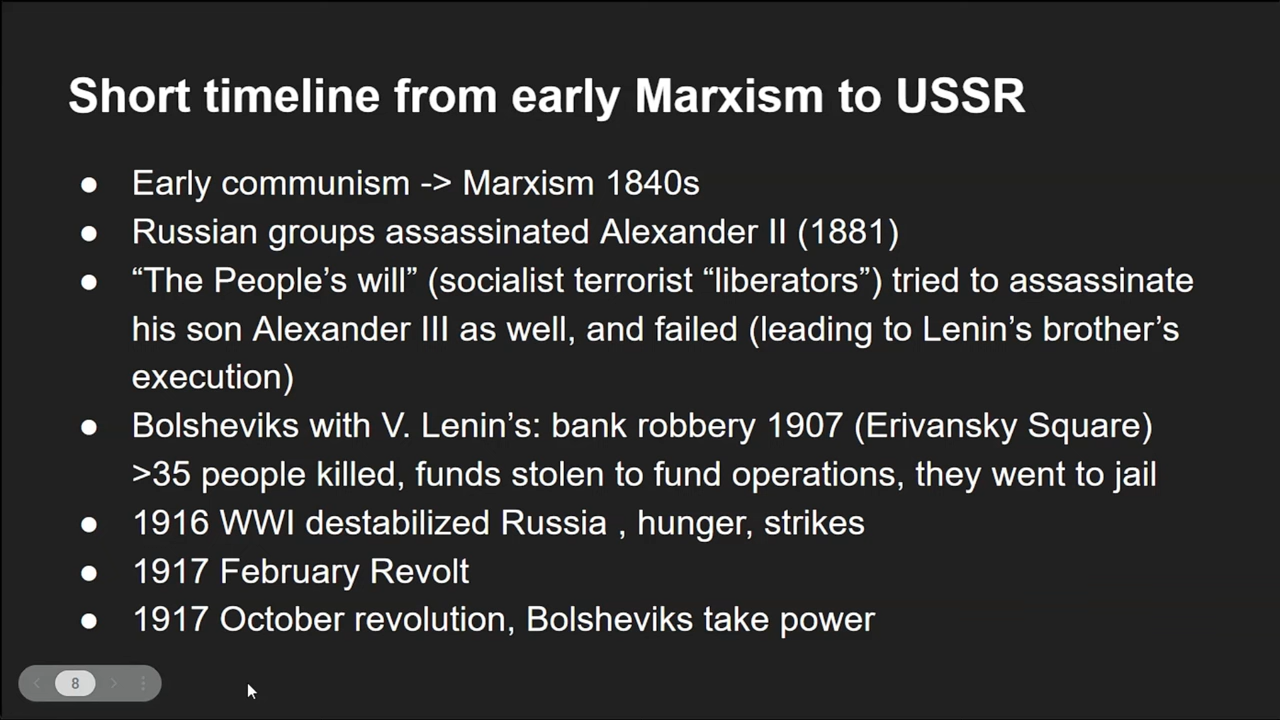 Short timeline from early Marxism to USSR
● Early communism -> Marxism 1840s
● Russian groups assassinated Alexander II (1881)
● “The People’s will” (socialist terrorist “liberators”) tried to assassinate
his son Alexander III as well, and failed (leading to Lenin’s brother’s
execution)
● Bolsheviks with V. Lenin’s: bank robbery 1907 (Erivansky Square)
>35 people killed, funds stolen to fund operations, they went to jail
● 1916 WWI destabilized Russia , hunger, strikes
● 1917 February Revolt
● 1917 October revolution, Bolsheviks take power
8